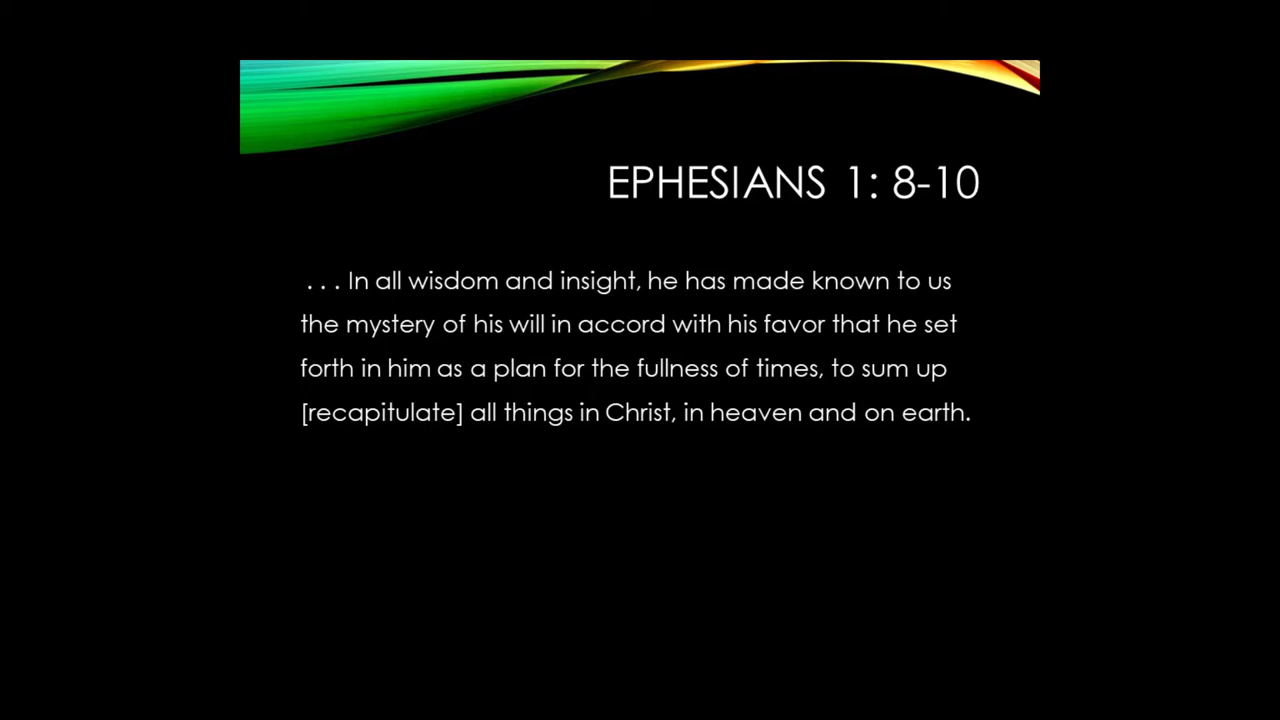 EPHESIANS 1: 8-10
. . . In all wisdom and insight, he has made known to us
the mystery of his will in accord with his favor that he set
forth in him as a plan for the fullness of times, to sum up
[recapitulate] all things in Christ, in heaven and on earth.